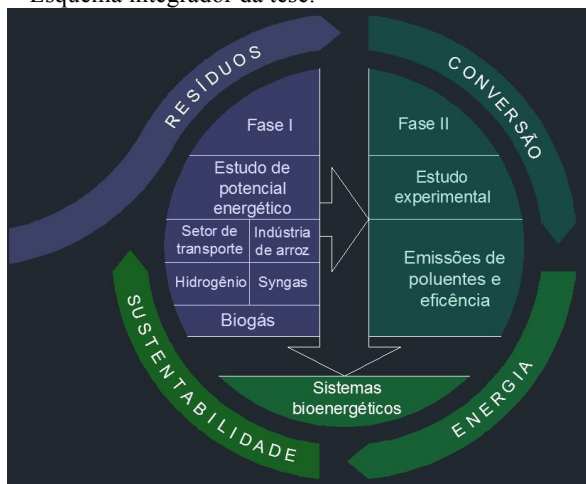 Esquema integrador da tese.
RESÍDUOS
CONVERSÃO
Fase I
Fase II
Estudo de
potencial
energético
Estudo
experimental
Setor de
transporte
Indústria
de arroz
Hidrogênio
Syngas
Biogás
Emissões de
poluentes e
eficência
Sistemas
bioenergéticos
SUSTENTABILIDADE
ENERGIA